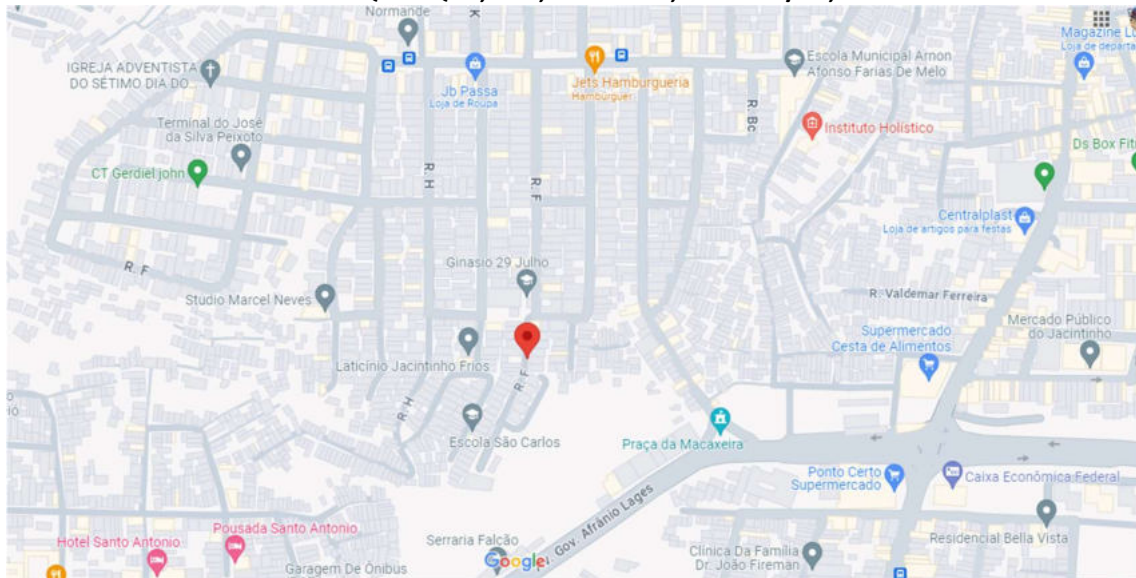 Normande
Magazine Lu
Loja de departa
IGREJA ADVENTISTA
DO SÉTIMO DIA DO...
Jb Passa
Loja de Roupa
Jets Hamburgueria
Hambúrguer
Escola Municipal Arnon
Afonso Farias De Melo
R. Bc
Instituto Holístico
Terminal do José
da Silva Peixoto
Ds Box Fit
CT Gerdiel john
R. H
R. F
Centralplast
Loja de artigos para festas
R. F
Ginasio 29 Julho
Studio Marcel Neves
R. Valdemar Ferreira
Mercado Público
do Jacintinho
Supermercado
Cesta de Alimentos
Laticínio Jacintinho Frios
R. F
R. H
Escola São Carlos
Praça da Macaxeira
Ponto Certo
Supermercado
Caixa Econômica Federal
Gov. Afrânio Lages
Pousada Santo Antonio
Hotel Santo Antonio
Serraria Falcão
Residencial Bella Vista
Google
Garagem De Ônibus
Clínica Da Família
Dr. João Fireman